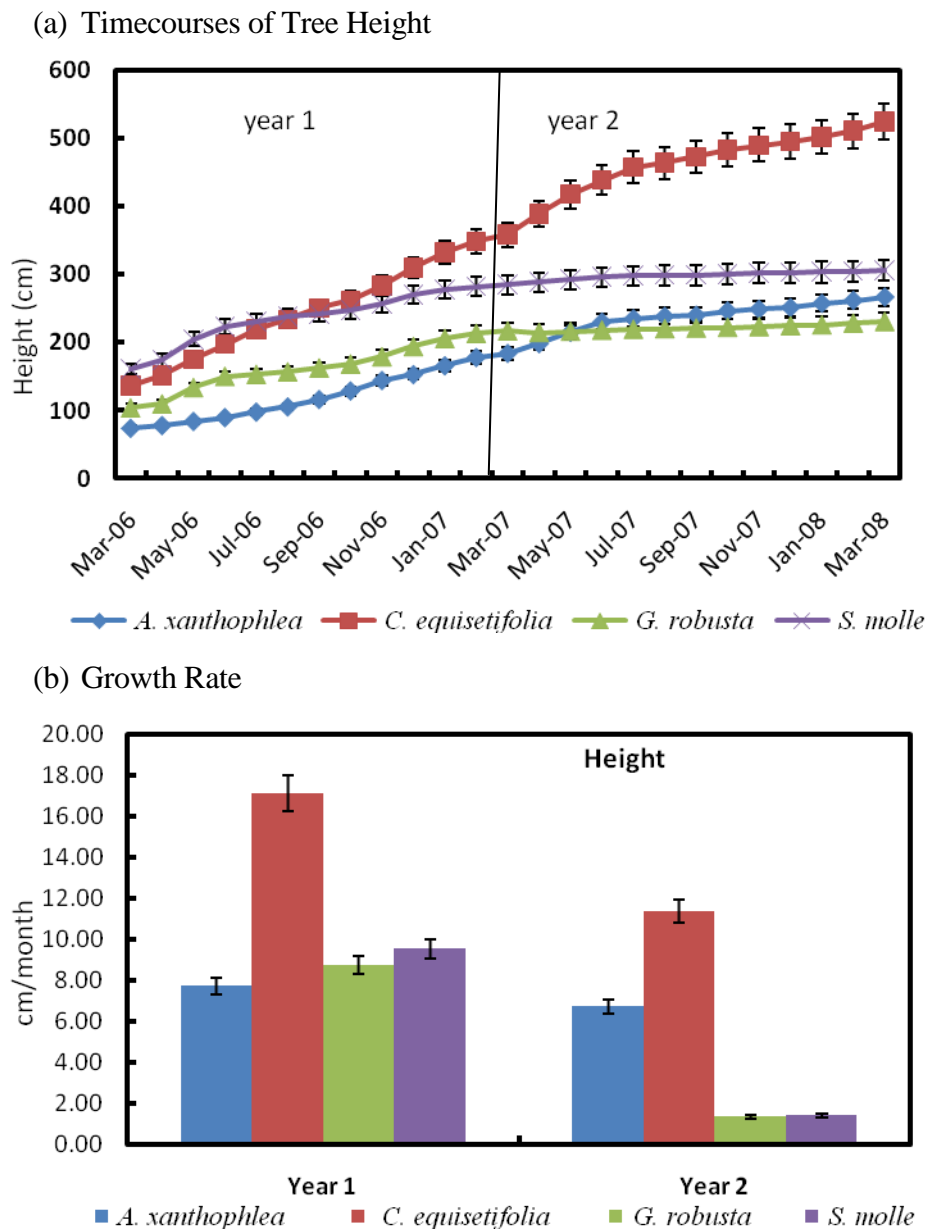 (a) Timecourses of Tree Height
600
500
400
300
200
100
0
Height (cm)
year 1
year 2
Mar-06
May-06
Jul-06
Sep-06
Nov-06
Jan-07
Mar-07
May-07
Jul-07
Sep-07
Nov-07
Jan-08
Mar-08
A. xanthophlea C. equisetifolia G. robusta S. molle
(b) Growth Rate
20.00
18.00
16.00
14.00
12.00
10.00
8.00
6.00
4.00
2.00
0.00
cm/month
Height
Year 1 Year 2
A. xanthophlea C. equisetifolia G. robusta S. molle